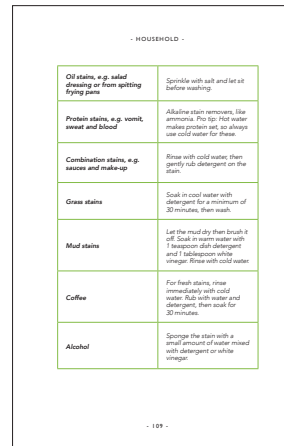 - HOUSEHOLD -
Oil stains, e.g. salad
dressing or from spitting
frying pans
Sprinkle with salt and let sit
before washing.
Protein stains, e.g. vomit,
sweat and blood
Alkaline stain removers, like
ammonia. Pro tip: Hot water
makes protein set, so always
use cold water for these.
Combination stains, e.g.
sauces and make-up
Rinse with cold water, then
gently rub detergent on the
stain.
Grass stains
Soak in cool water with
detergent for a minimum of
30 minutes, then wash.
Mud stains
Let the mud dry then brush it
off. Soak in warm water with
1 teaspoon dish detergent
and 1 tablespoon white
vinegar. Rinse with cold water.
Coffee
For fresh stains, rinse
immediately with cold
water. Rub with water and
detergent, then soak for
30 minutes.
Alcohol
Sponge the stain with a
small amount of water mixed
with detergent or white
vinegar.
- 109 -